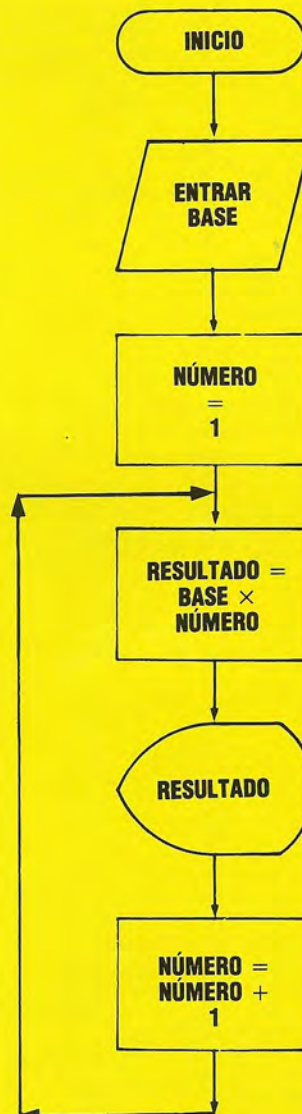 INICIO
ENTRAR
BASE
NÚMERO
=
1
RESULTADO =
BASE ×
NÚMERO
RESULTADO
NÚMERO =
NÚMERO +
1